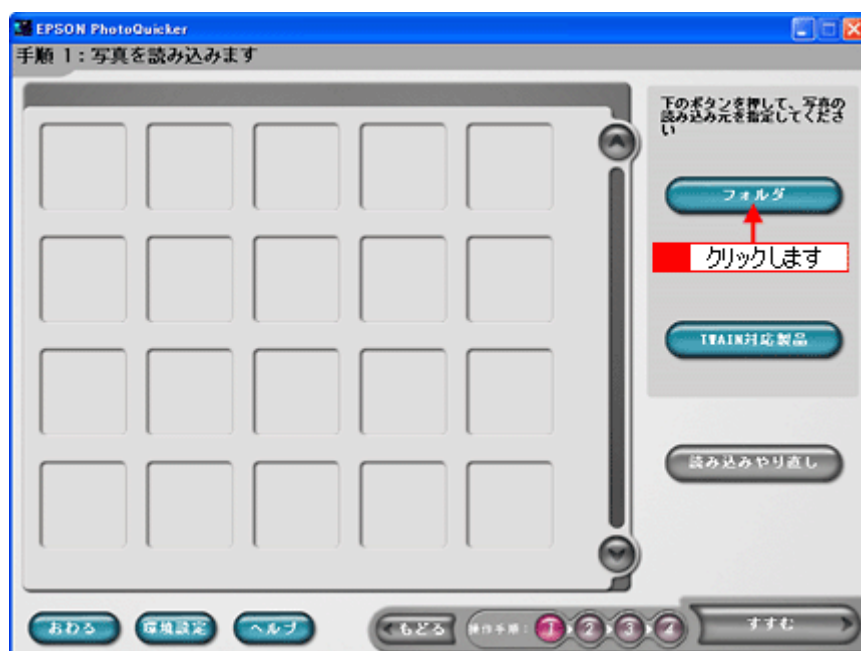 EPSON PhotoQuicker
手順 1：写真を読み込みます
下のボタンを押して、写真の
読み込み元を指定してくださ
い
フォルダ
クリックします
TWAIN対応製品
読み込みやり直し
おわる
環境設定
ヘルプ
もどる
操作手順：
1
2
3
4
すすむ